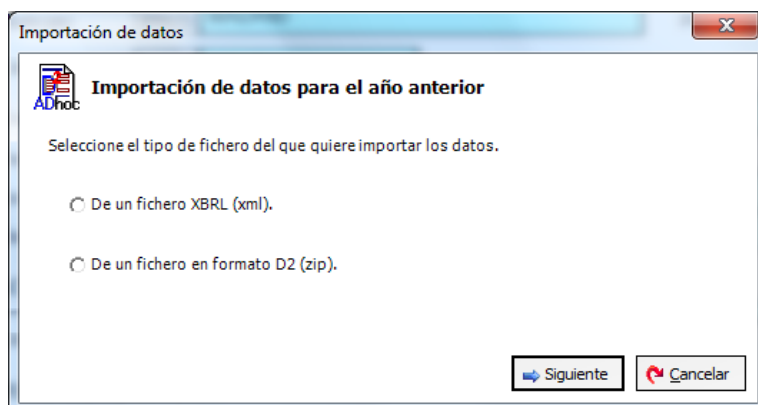 Importación de datos
ADhoc
Importación de datos para el año anterior
Seleccione el tipo de fichero del que quiere importar los datos.
De un fichero XBRL (xml).
De un fichero en formato D2 (zip).
Siguiente
Cancelar